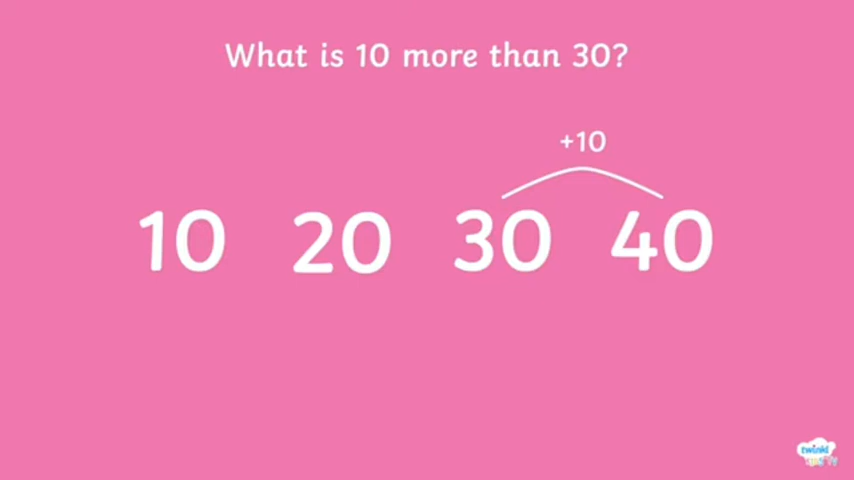 What is 10 more than 30?
+10
10 20 30 40
twinkl